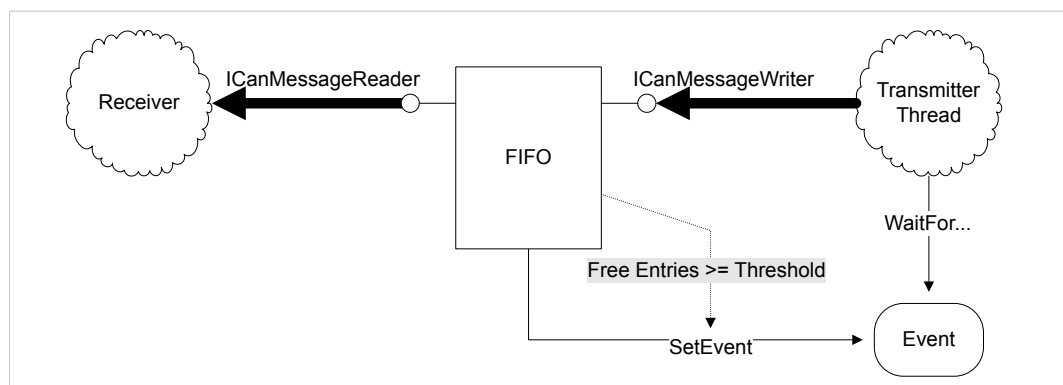 ICanMessageReader
ICanMessageWriter
Receiver
FIFO
Transmitter
Thread
WaitFor...
Free Entries >= Threshold
SetEvent
Event